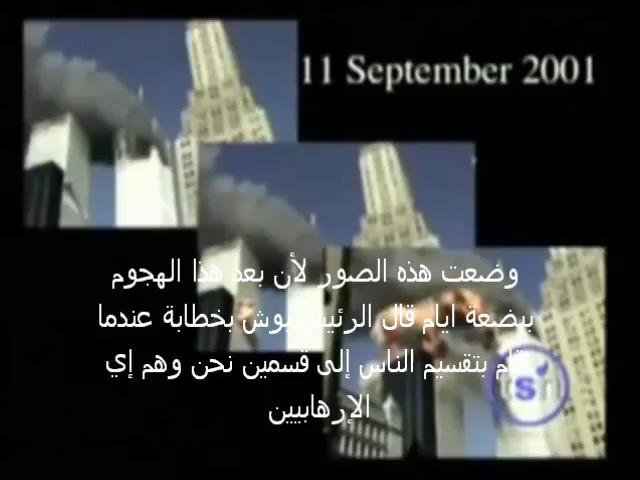 11 September 2001
وضعت هذه الصور لأن بعد هذا الهجوم
ببضعة ايام قال الرئيس بوش بخطابة عندما
قام بتقسيم الناس إلى قسمين نحن وهم إي
الإرهابيين